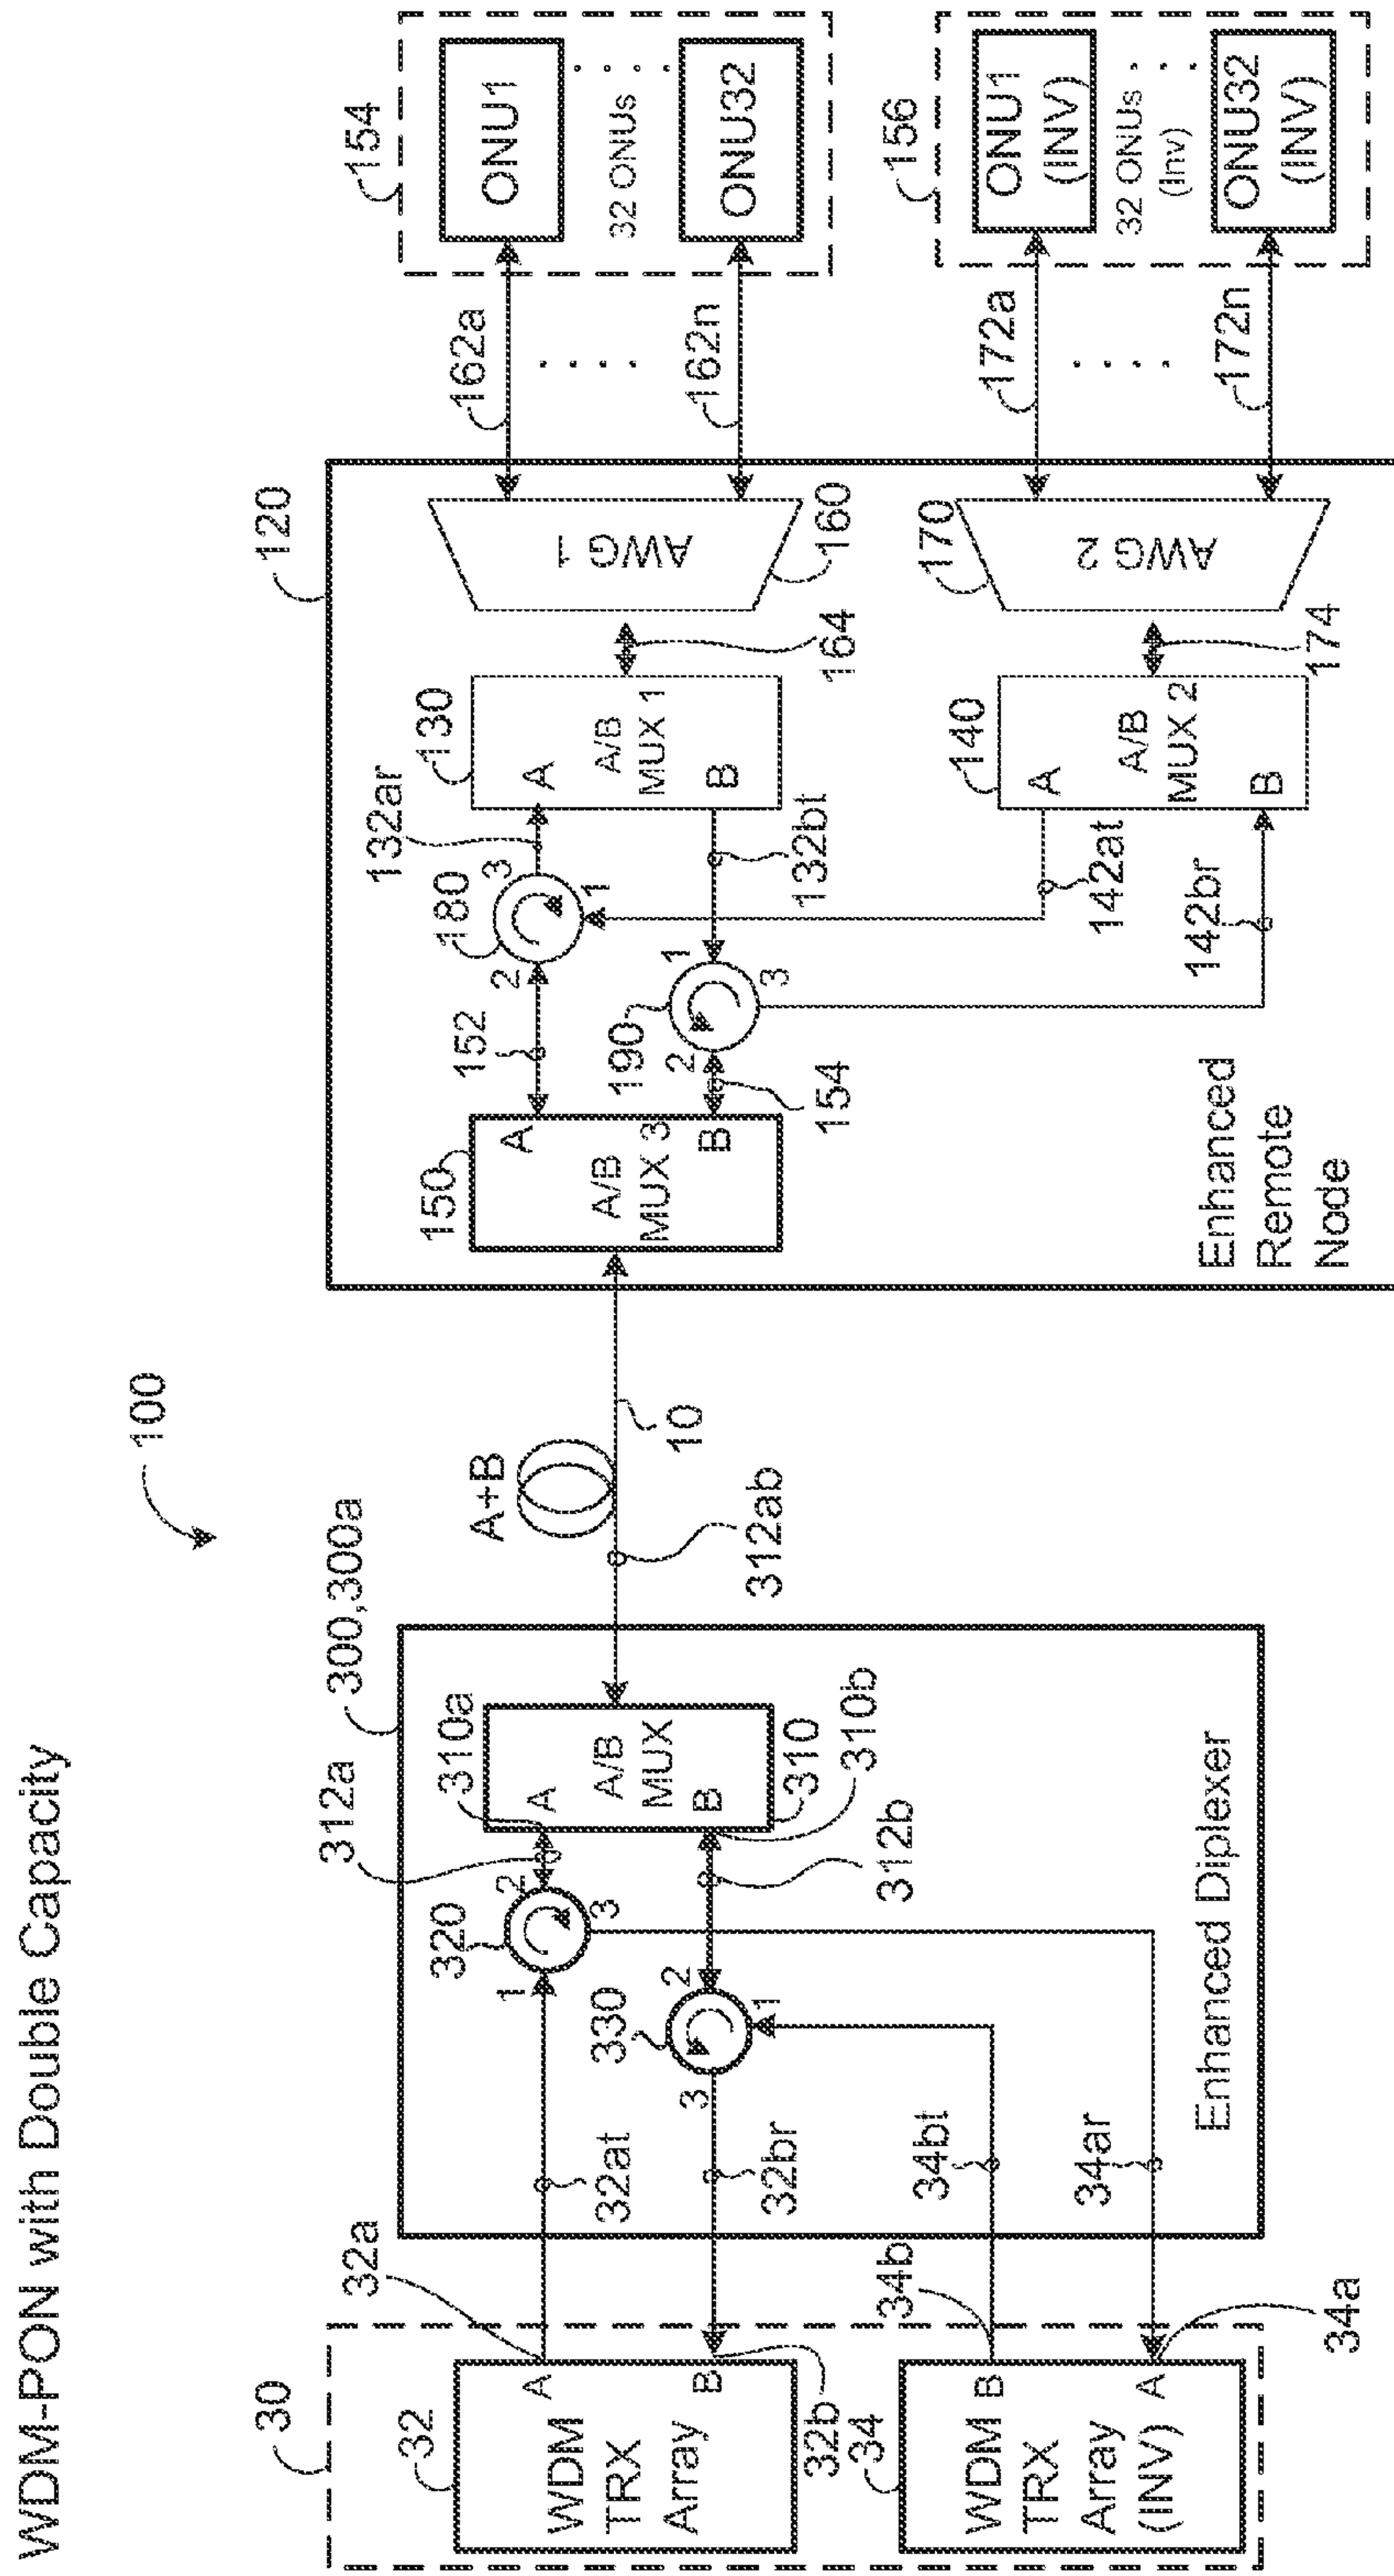 WDM-PON with Double Capacity
100
30
32
WDM
TRX
Array
A
B
32a
32b
34
WDM
TRX
Array
(INV)
B
A
34b
34a
300,300a
32at
32br
34bt
34ar
320
1
2
3
330
1
2
3
312a
310a
A
A/B
MUX
B
310
310b
312b
Enhanced Diplexer
A+B
312ab
10
120
150
A
A/B
MUX 3
B
152
154
180
1
2
3
190
1
2
3
132ar
132bt
142at
142br
130
A
A/B
MUX 1
B
140
A
A/B
MUX 2
B
164
174
AWG 1
160
AWG 2
170
Enhanced
Remote
Node
162a
162n
172a
172n
154
ONU1
32 ONUs
ONU32
156
ONU1
(INV)
32 ONUs
(Inv)
ONU32
(INV)